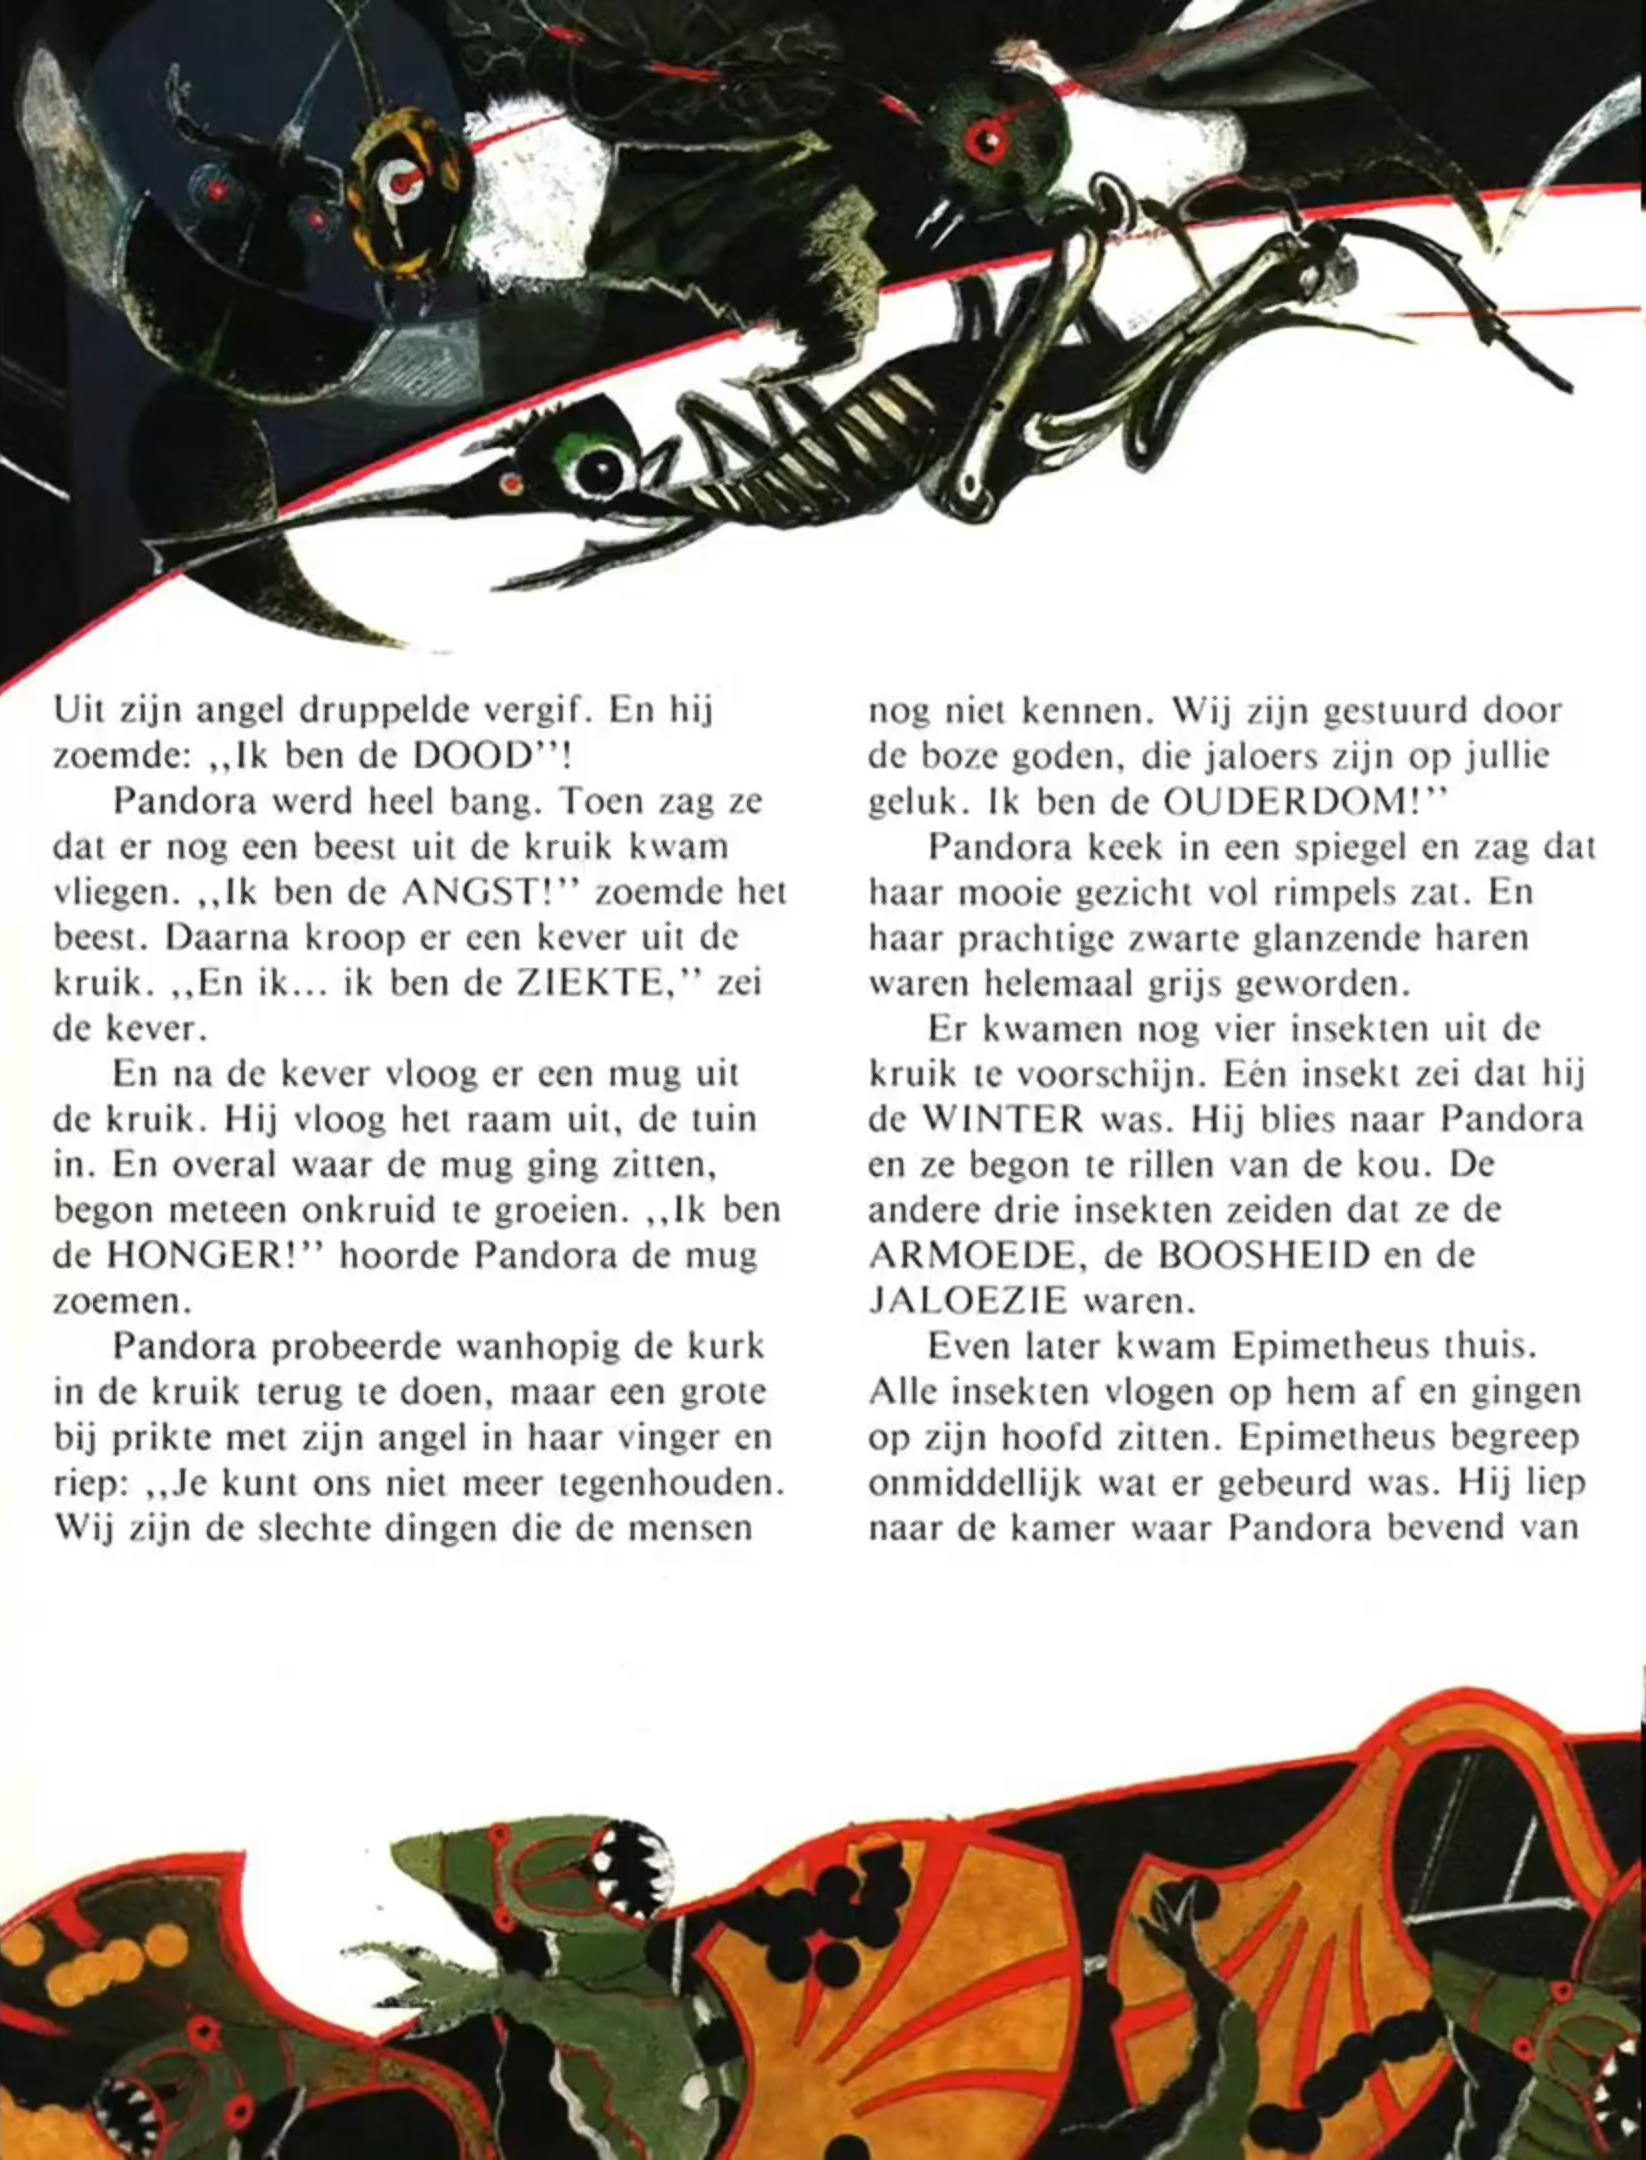 Uit zijn angel druppelde vergif. En hij
zoemde: ,,Ik ben de DOOD’’!
Pandora werd heel bang. Toen zag ze
dat er nog een beest uit de kruik kwam
vliegen. ,,Ik ben de ANGST!’’ zoemde het
beest. Daarna kroop er een kever uit de
kruik. ,,En ik... ik ben de ZIEKTE,’’ zei
de kever.
En na de kever vloog er een mug uit
de kruik. Hij vloog het raam uit, de tuin
in. En overal waar de mug ging zitten,
begon meteen onkruid te groeien. ,,Ik ben
de HONGER!’’ hoorde Pandora de mug
zoemen.
Pandora probeerde wanhopig de kurk
in de kruik terug te doen, maar een grote
bij prikte met zijn angel in haar vinger en
riep: ,,Je kunt ons niet meer tegenhouden.
Wij zijn de slechte dingen die de mensen
nog niet kennen. Wij zijn gestuurd door
de boze goden, die jaloers zijn op jullie
geluk. Ik ben de OUDERDOM!’’
Pandora keek in een spiegel en zag dat
haar mooie gezicht vol rimpels zat. En
haar prachtige zwarte glanzende haren
waren helemaal grijs geworden.
Er kwamen nog vier insekten uit de
kruik te voorschijn. Eén insekt zei dat hij
de WINTER was. Hij blies naar Pandora
en ze begon te rillen van de kou. De
andere drie insekten zeiden dat ze de
ARMOEDE, de BOOSHEID en de
JALOEZIE waren.
Even later kwam Epimetheus thuis.
Alle insekten vlogen op hem af en gingen
op zijn hoofd zitten. Epimetheus begreep
onmiddellijk wat er gebeurd was. Hij liep
naar de kamer waar Pandora bevend van